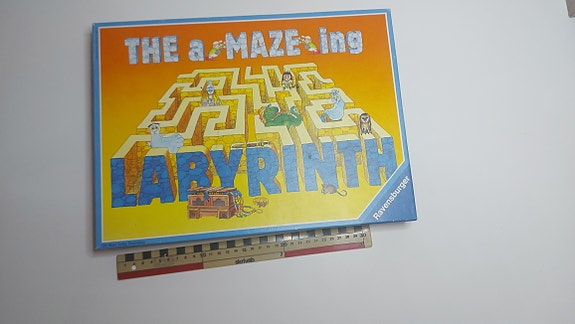 THE a MAZE ing
LABYRINTH
Ravensburger